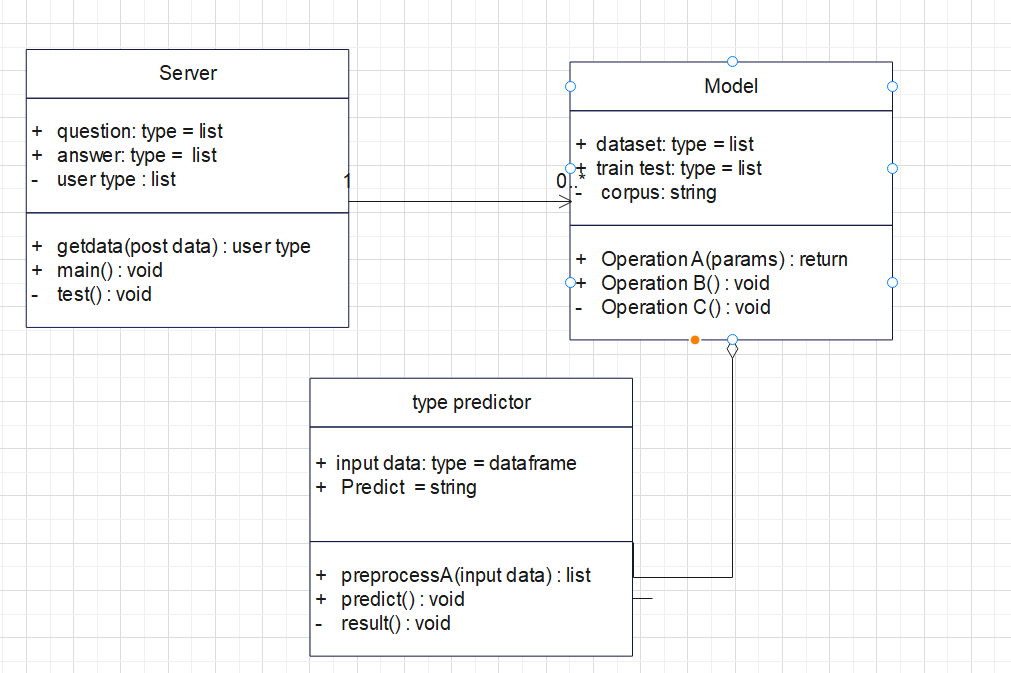 Server
+ question: type = list
+ answer: type = list
- user type : list
+ getdata(post data) : user type
+ main() : void
- test() : void
1
0..*
Model
+ dataset: type = list
+ train test: type = list
- corpus: string
+ Operation A(params) : return
+ Operation B() : void
- Operation C() : void
type predictor
+ input data: type = dataframe
+ Predict = string
+ preprocessA(input data) : list
+ predict() : void
- result() : void